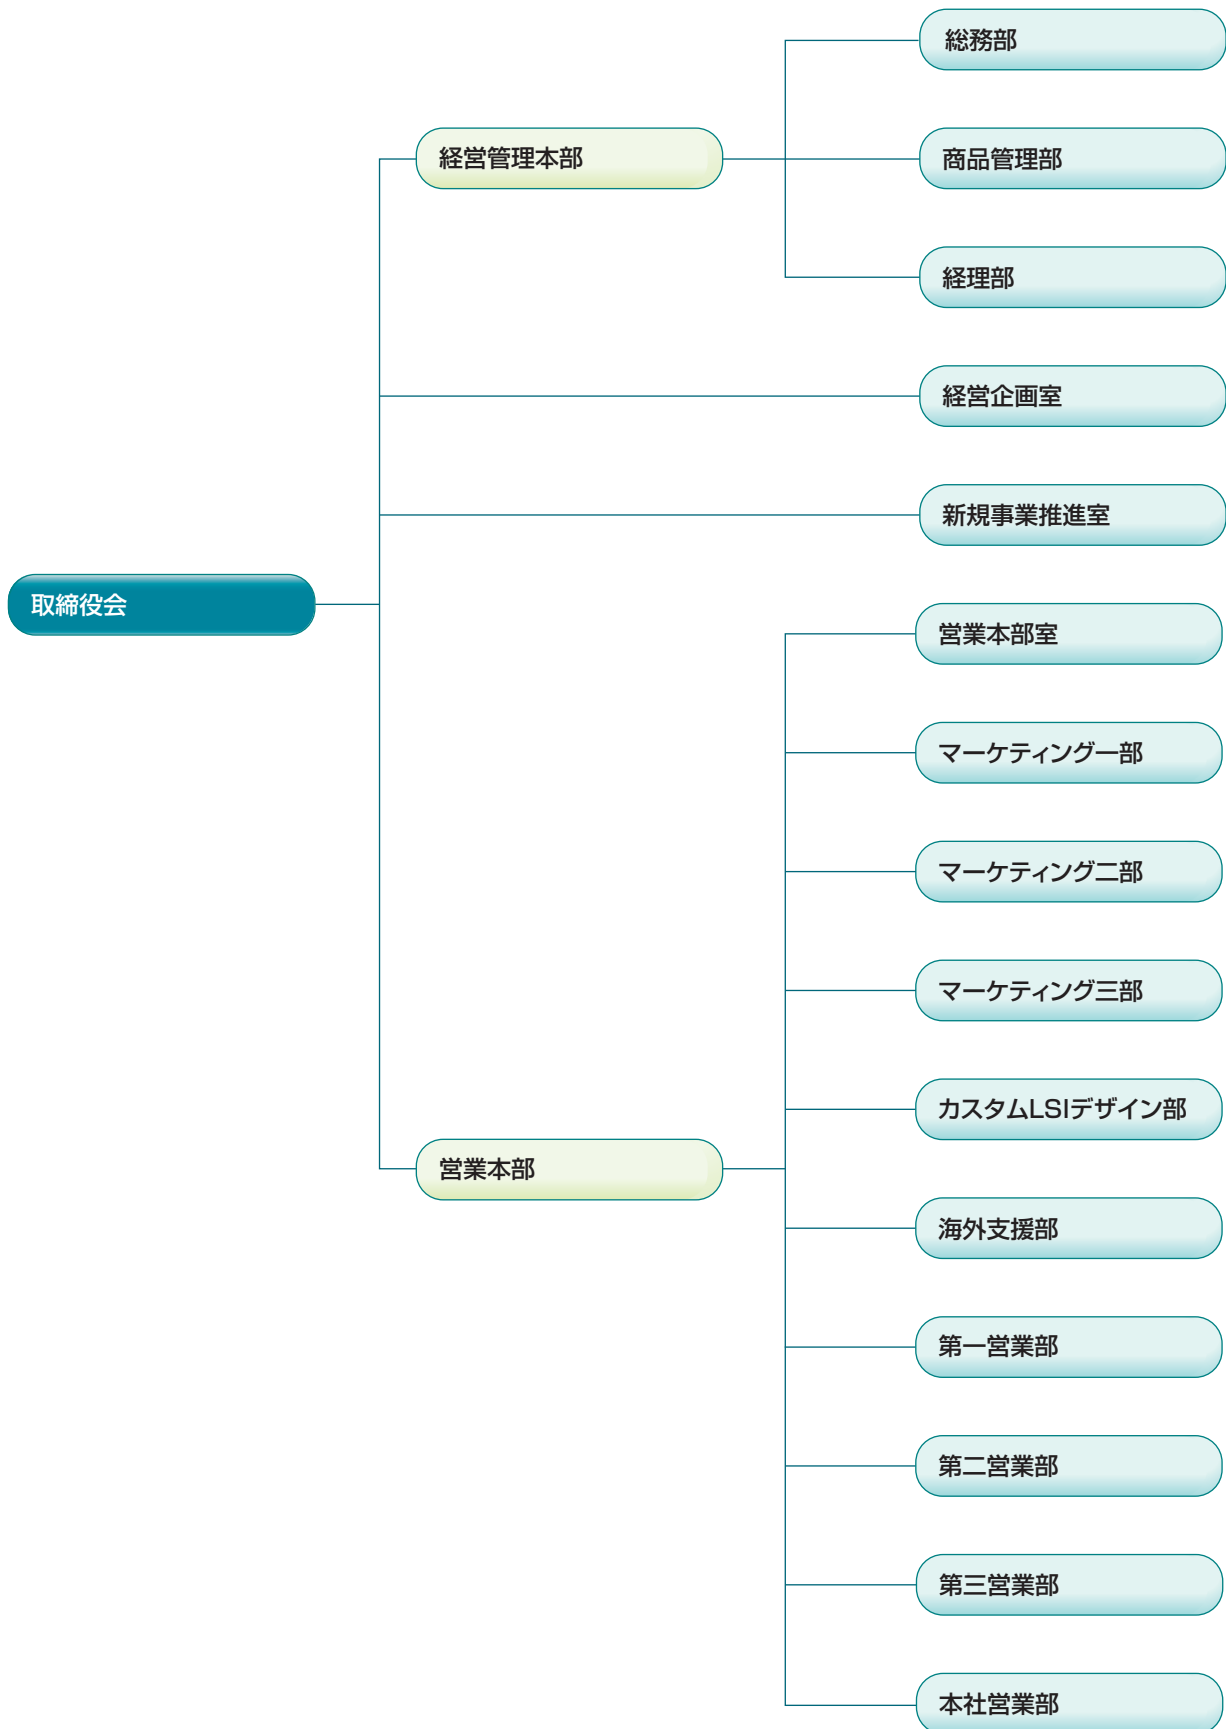 総務部
経営管理本部
商品管理部
経理部
経営企画室
新規事業推進室
取締役会
営業本部室
マーケティング一部
マーケティング二部
マーケティング三部
カスタムLSIデザイン部
営業本部
海外支援部
第一営業部
第二営業部
第三営業部
本社営業部